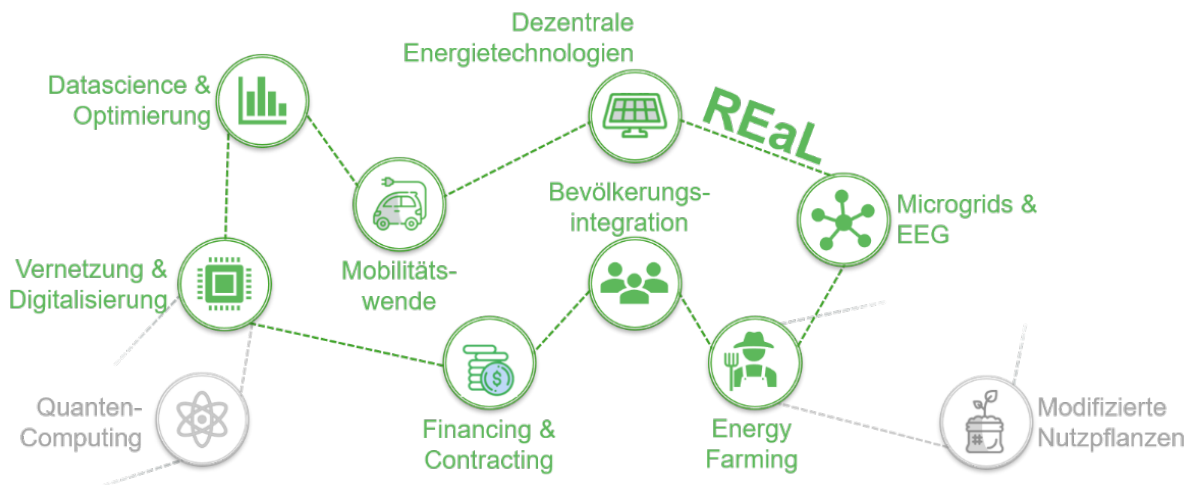 Dezentrale
Energietechnologien
Datascience &
Optimierung
REaL
Bevölkerungs-
integration
Microgrids &
EEG
Vernetzung &
Digitalisierung
Mobilitäts-
wende
$
Quanten-
Computing
Financing &
Contracting
Energy
Farming
Modifizierte
Nutzpflanzen
#